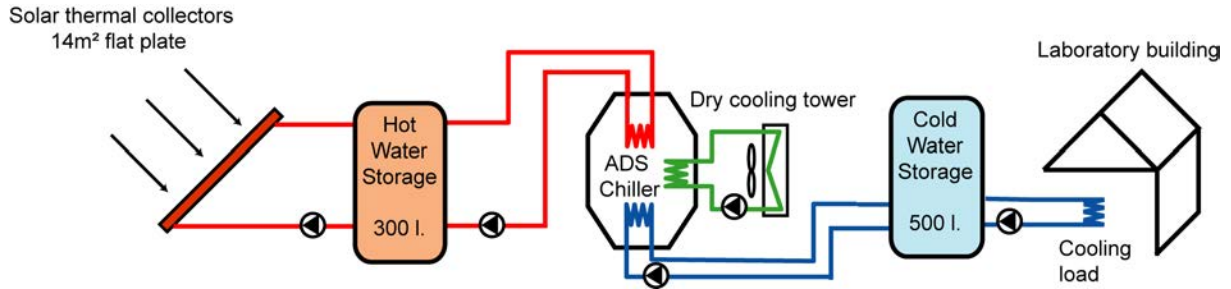 Solar thermal collectors
14m² flat plate
Hot
Water
Storage
300 l.
ADS
Chiller
Dry cooling tower
Cold
Water
Storage
500 l.
Laboratory building
Cooling
load